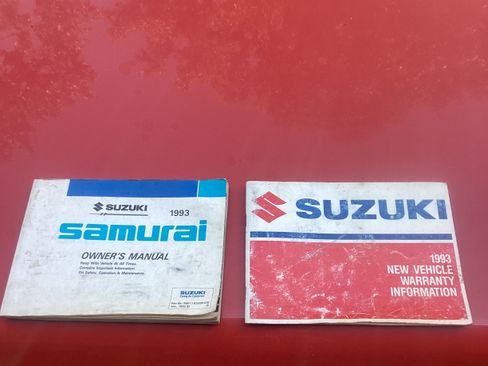 SUZUKI 1993
samurai
OWNER'S MANUAL
Keep With Vehicle At All Times.
Contains Important Information
On Safety, Operation & Maintenance.
SUZUKI
SUZUKI
1993
NEW VEHICLE
WARRANTY
INFORMATION